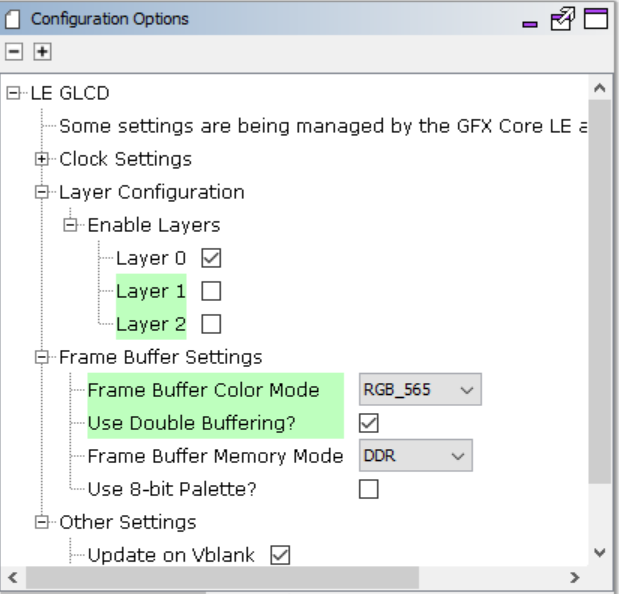 Configuration Options
LE GLCD
Some settings are being managed by the GFX Core LE a
Clock Settings
Layer Configuration
Enable Layers
Layer 0
Layer 1
Layer 2
Frame Buffer Settings
Frame Buffer Color Mode RGB_565
Use Double Buffering?
Frame Buffer Memory Mode DDR
Use 8-bit Palette?
Other Settings
Update on Vblank